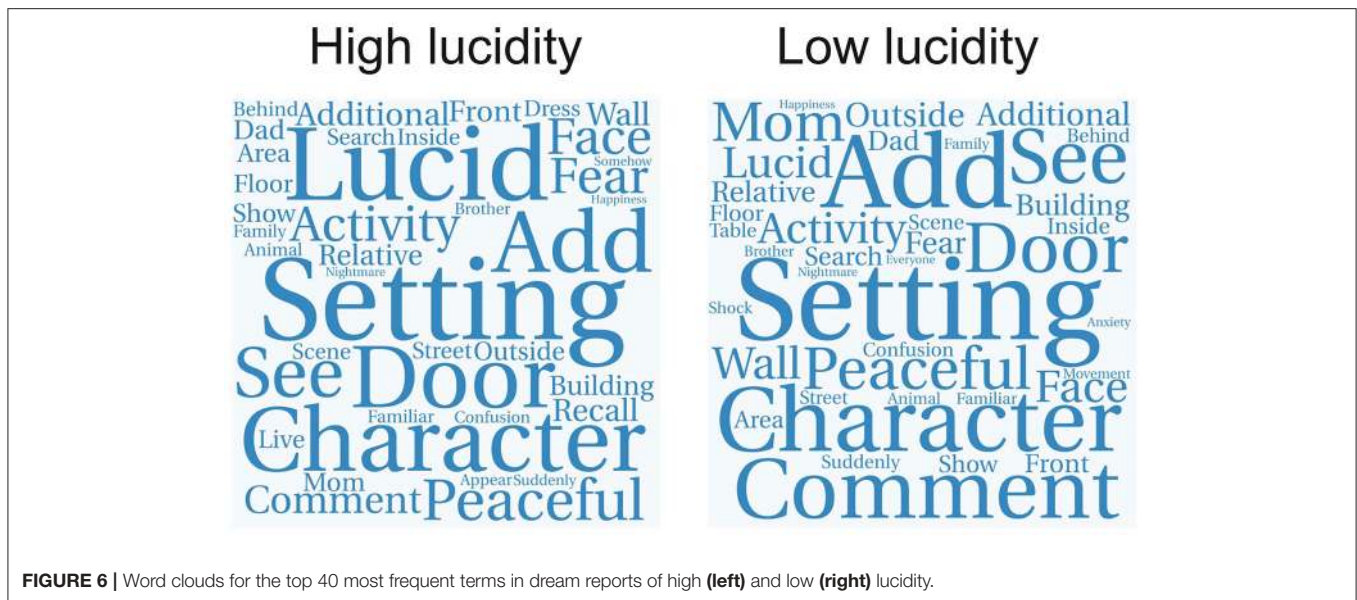 High lucidity
Behind Additional Front Dress Wall
Dad Search Inside Face
Lucid
Area Somehow
Floor Fear
Happiness
Show Activity Brother
Family Add
Animal Relative
Nightmare
Setting
Scene Street Outside
See Door Building
Familiar Confusion Recall
Live Character
Mom Appear Suddenly
Comment Peaceful
Low lucidity
Happiness
Mom Outside Additional
Dad Family Behind
Lucid Add See
Relative Building
Floor Scene Inside
Table Activity Fear Door
Brother Search Everyone
Nightmare
Setting
Shock Anxiety
Wall Peaceful Confusion
Movement
Face
Street Animal Familiar
Area Character
Suddenly Show Front
Comment
FIGURE 6 | Word clouds for the top 40 most frequent terms in dream reports of high (left) and low (right) lucidity.